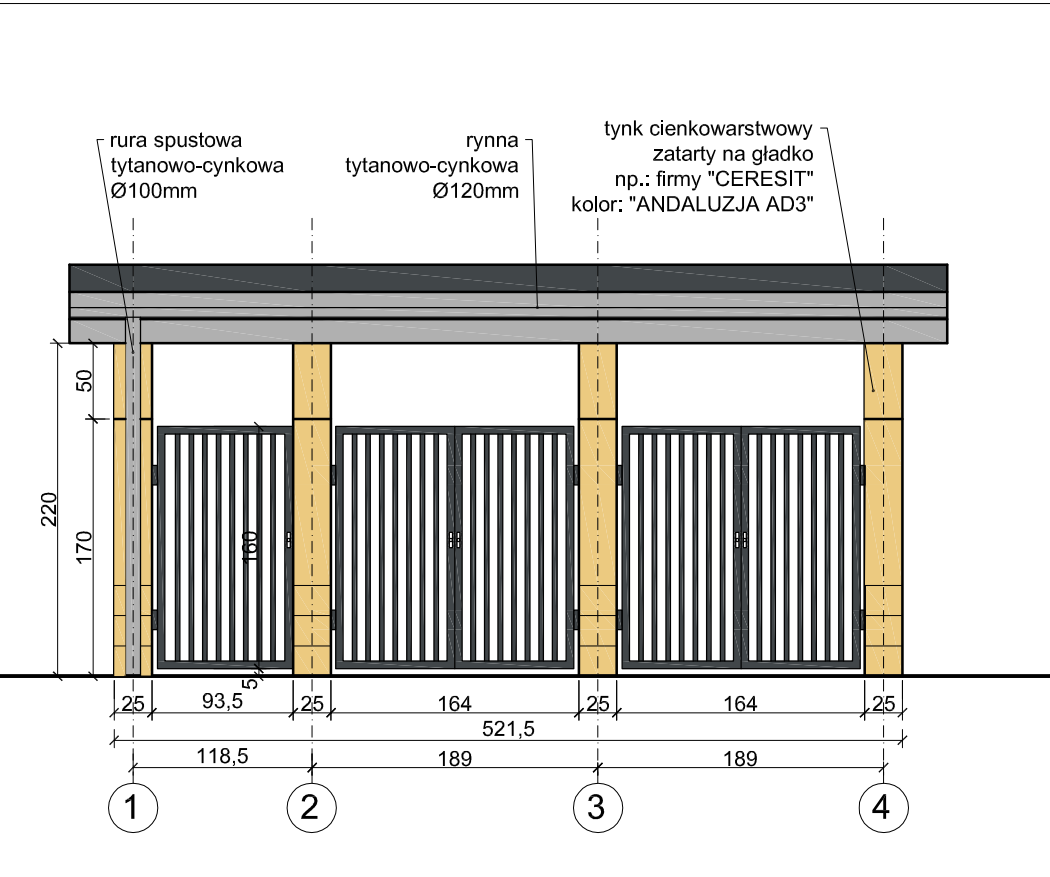 rura spustowa
tytanowo-cynkowa
Ø100mm
rynna
tytanowo-cynkowa
Ø120mm
tynk cienkowarstwowy
zatarty na gładko
np.: firmy "CERESIT"
kolor: "ANDALUZJA AD3"
50
220
170
160
5
25
93,5
25
164
25
164
25
521,5
118,5
189
189
1
2
3
4